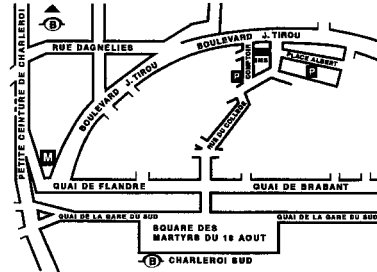 B
RUE DAGNELIES
BOULEVARD J. TIROU
BOULEVARD J. TIROU
COMPTOIR
P
PLACE ALBERT
P
PETITE CEINTURE DE CHARLEROI
RUE DU COLLEGE
M
QUAI DE FLANDRE
QUAI DE BRABANT
QUAI DE LA GARE DU SUD
QUAI DE LA GARE DU SUD
SQUARE DES
MARTYRS DU 18 AOUT
B CHARLEROI SUD